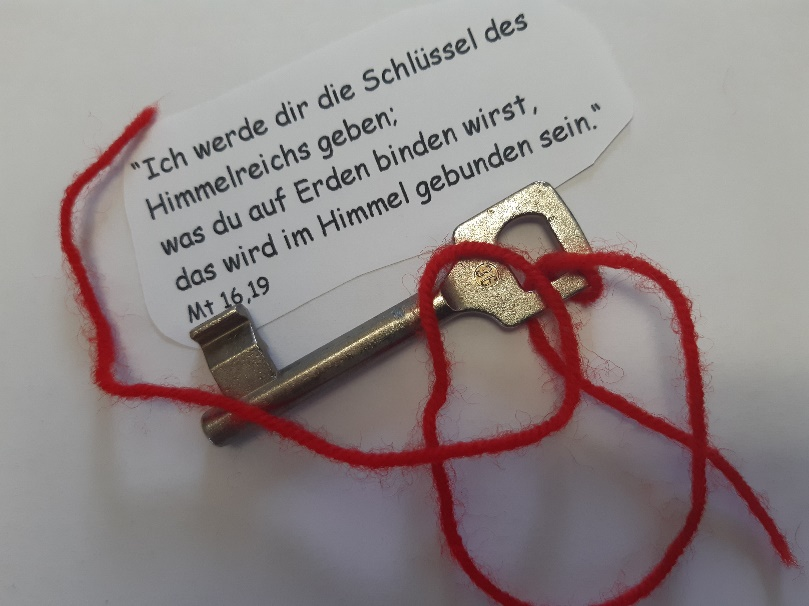 "Ich werde dir die Schlüssel des
Himmelreichs geben;
was du auf Erden binden wirst,
das wird im Himmel gebunden sein."
Mt 16,19